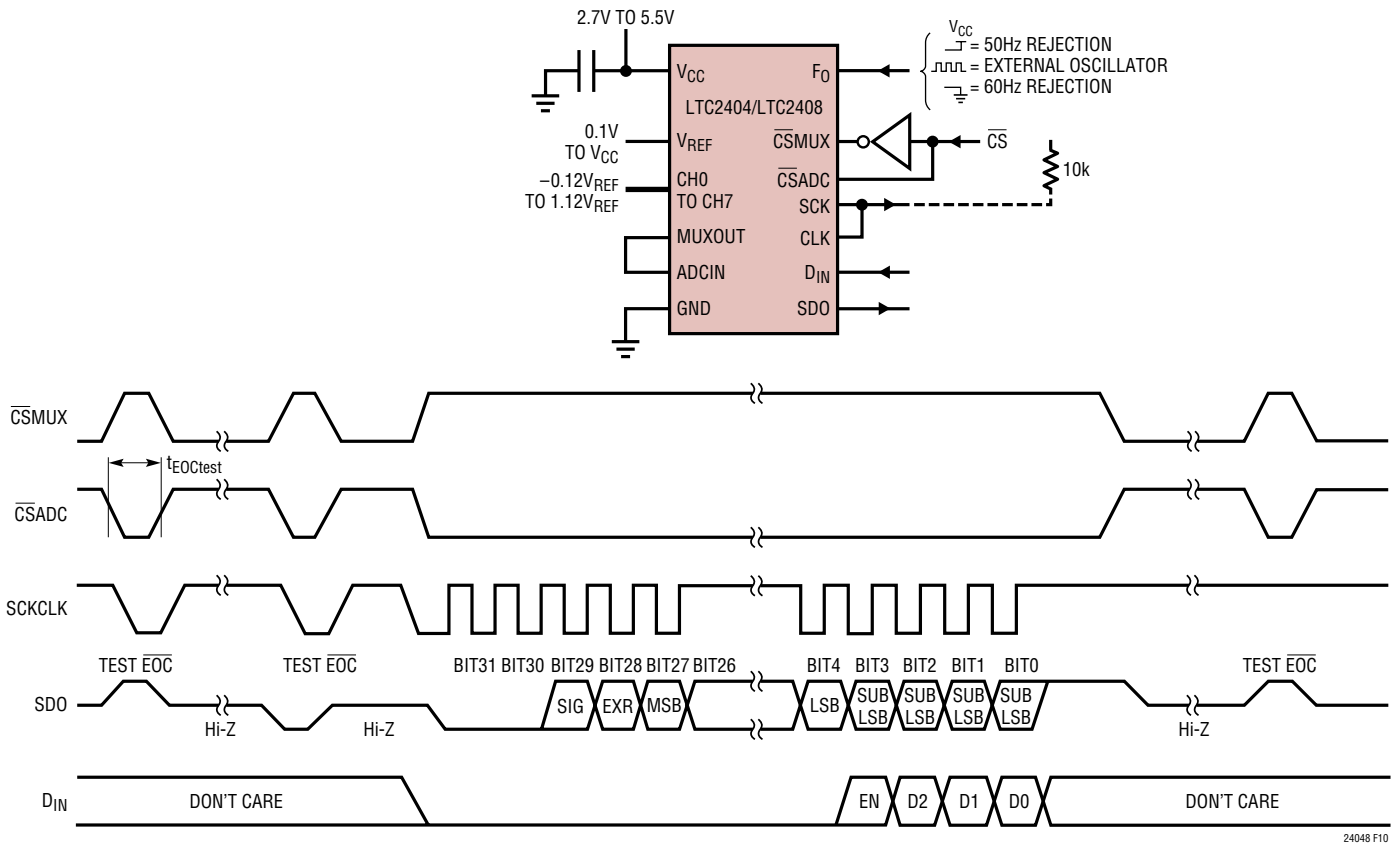 2.7V TO 5.5V
VCC
= 50Hz REJECTION
= EXTERNAL OSCILLATOR
= 60Hz REJECTION
VCC
FO
LTC2404/LTC2408
0.1V
TO VCC
VREF
CSMUX
CS
–0.12VREF
TO 1.12VREF
CH0
TO CH7
CSADC
10k
SCK
MUXOUT
CLK
ADCIN
DIN
GND
SDO
CSMUX
tEOCtest
CSADC
SCKCLK
TEST EOC
TEST EOC
BIT31 BIT30 BIT29 BIT28 BIT27 BIT26
BIT4 BIT3 BIT2 BIT1 BIT0
TEST EOC
SDO
SIG EXR MSB
LSB
SUB LSB
SUB LSB
SUB LSB
SUB LSB
Hi-Z
Hi-Z
Hi-Z
DIN
DON'T CARE
EN D2 D1 D0
DON'T CARE
24048 F10